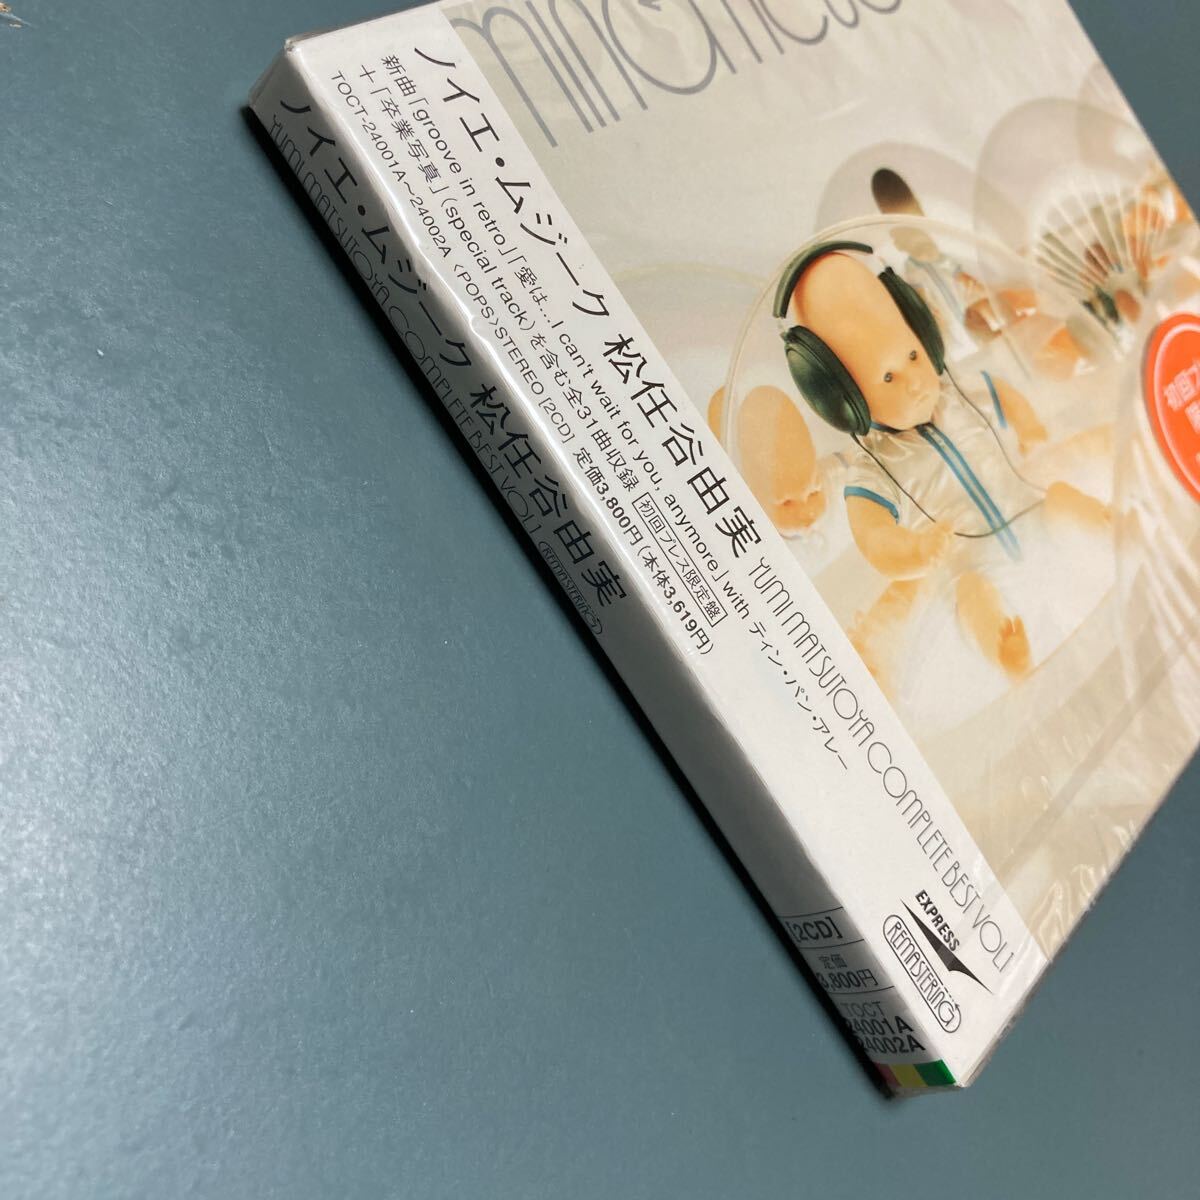 ノイエ・ムジーク 松任谷由実 YUMI MATSUTOYA COMPLETE BEST VOL.1
新曲「groove in retro」「愛は...I can't wait for you, anymore」with ティン・パン・アレー
+「卒業写真」(special track)を含む全31曲収録 初回プレス限定盤
TOCT-24001A~24002A 〈POPS〉STEREO [2CD] 定価3,800円(本体3,619円)
EXPRESS
REMASTERING
ノイエ・ムジーク 松任谷由実
YUMI MATSUTOYA COMPLETE BEST VOL.1 REMASTERING
[2CD]
定価
3,800円
TOCT
24001A
24002A
初回プ